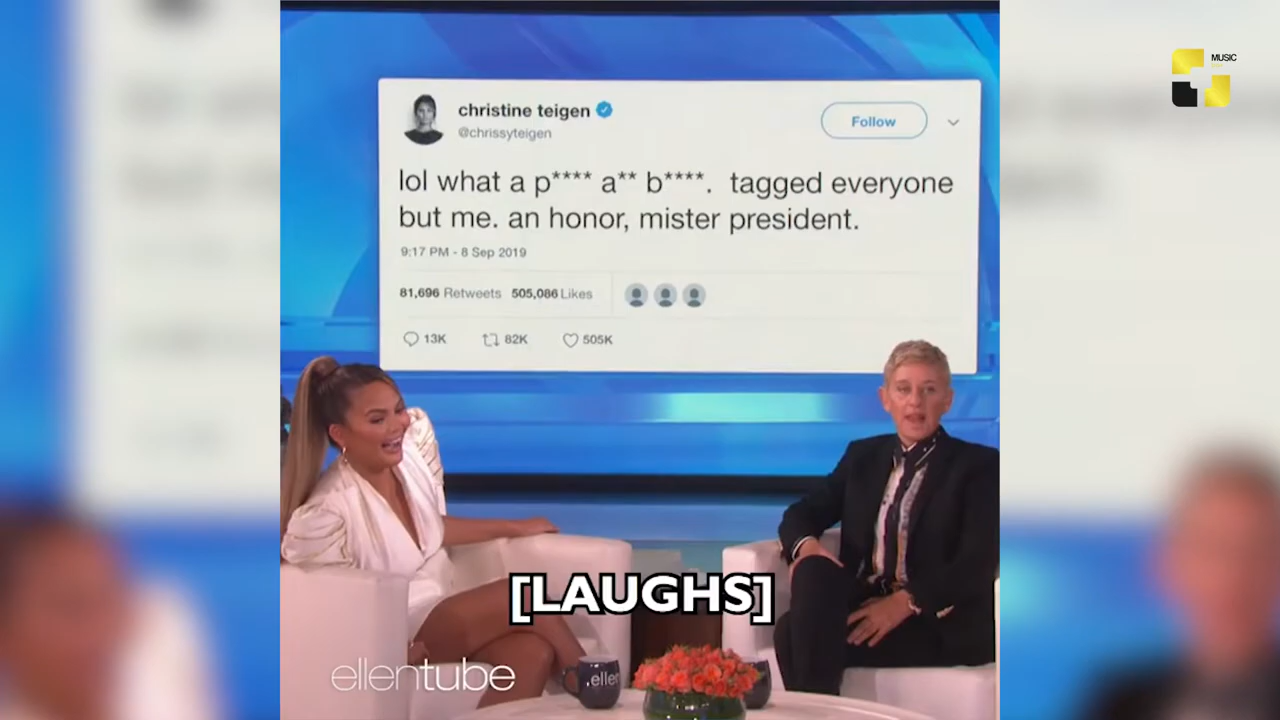 MUSIC
christine teigen
@chrissyteigen
Follow
lol what a p**** a** b****. tagged everyone
but me. an honor, mister president.
9:17 PM - 8 Sep 2019
81,696 Retweets 505,086 Likes
13K 82K 505K
[LAUGHS]
ellentube
.ellen